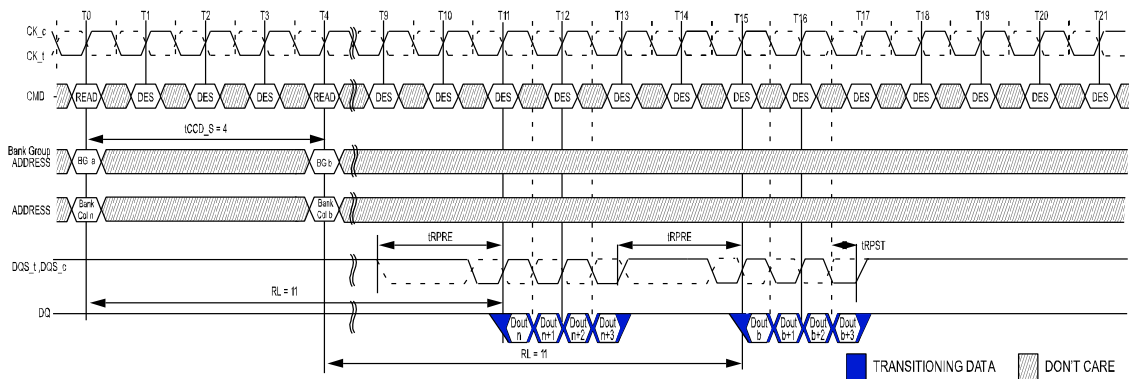 T0 T1 T2 T3 T4 T9 T10 T11 T12 T13 T14 T15 T16 T17 T18 T19 T20 T21
CK_c
CK_t
CMD READ DES DES DES READ DES DES DES DES DES DES DES DES DES DES DES DES DES
tCCD_S = 4
Bank Group
ADDRESS BG a BG b
ADDRESS Bank Col n Bank Col b
tRPRE tRPRE tRPST
DQS_t ,DQS_c
RL = 11
DQ Dout n Dout n+1 Dout n+2 Dout n+3 Dout b Dout b+1 Dout b+2 Dout b+3
RL = 11
TRANSITIONING DATA DON'T CARE